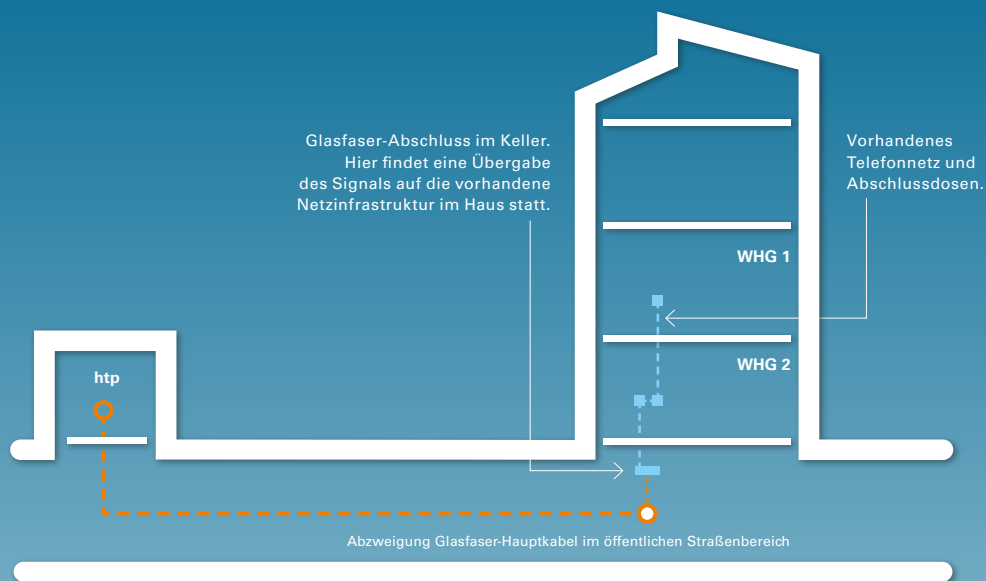 Glasfaser-Abschluss im Keller.
Hier findet eine Übergabe
des Signals auf die vorhandene
Netzinfrastruktur im Haus statt.
Vorhandenes
Telefonnetz und
Abschlussdosen.
WHG 1
WHG 2
htp
Abzweigung Glasfaser-Hauptkabel im öffentlichen Straßenbereich